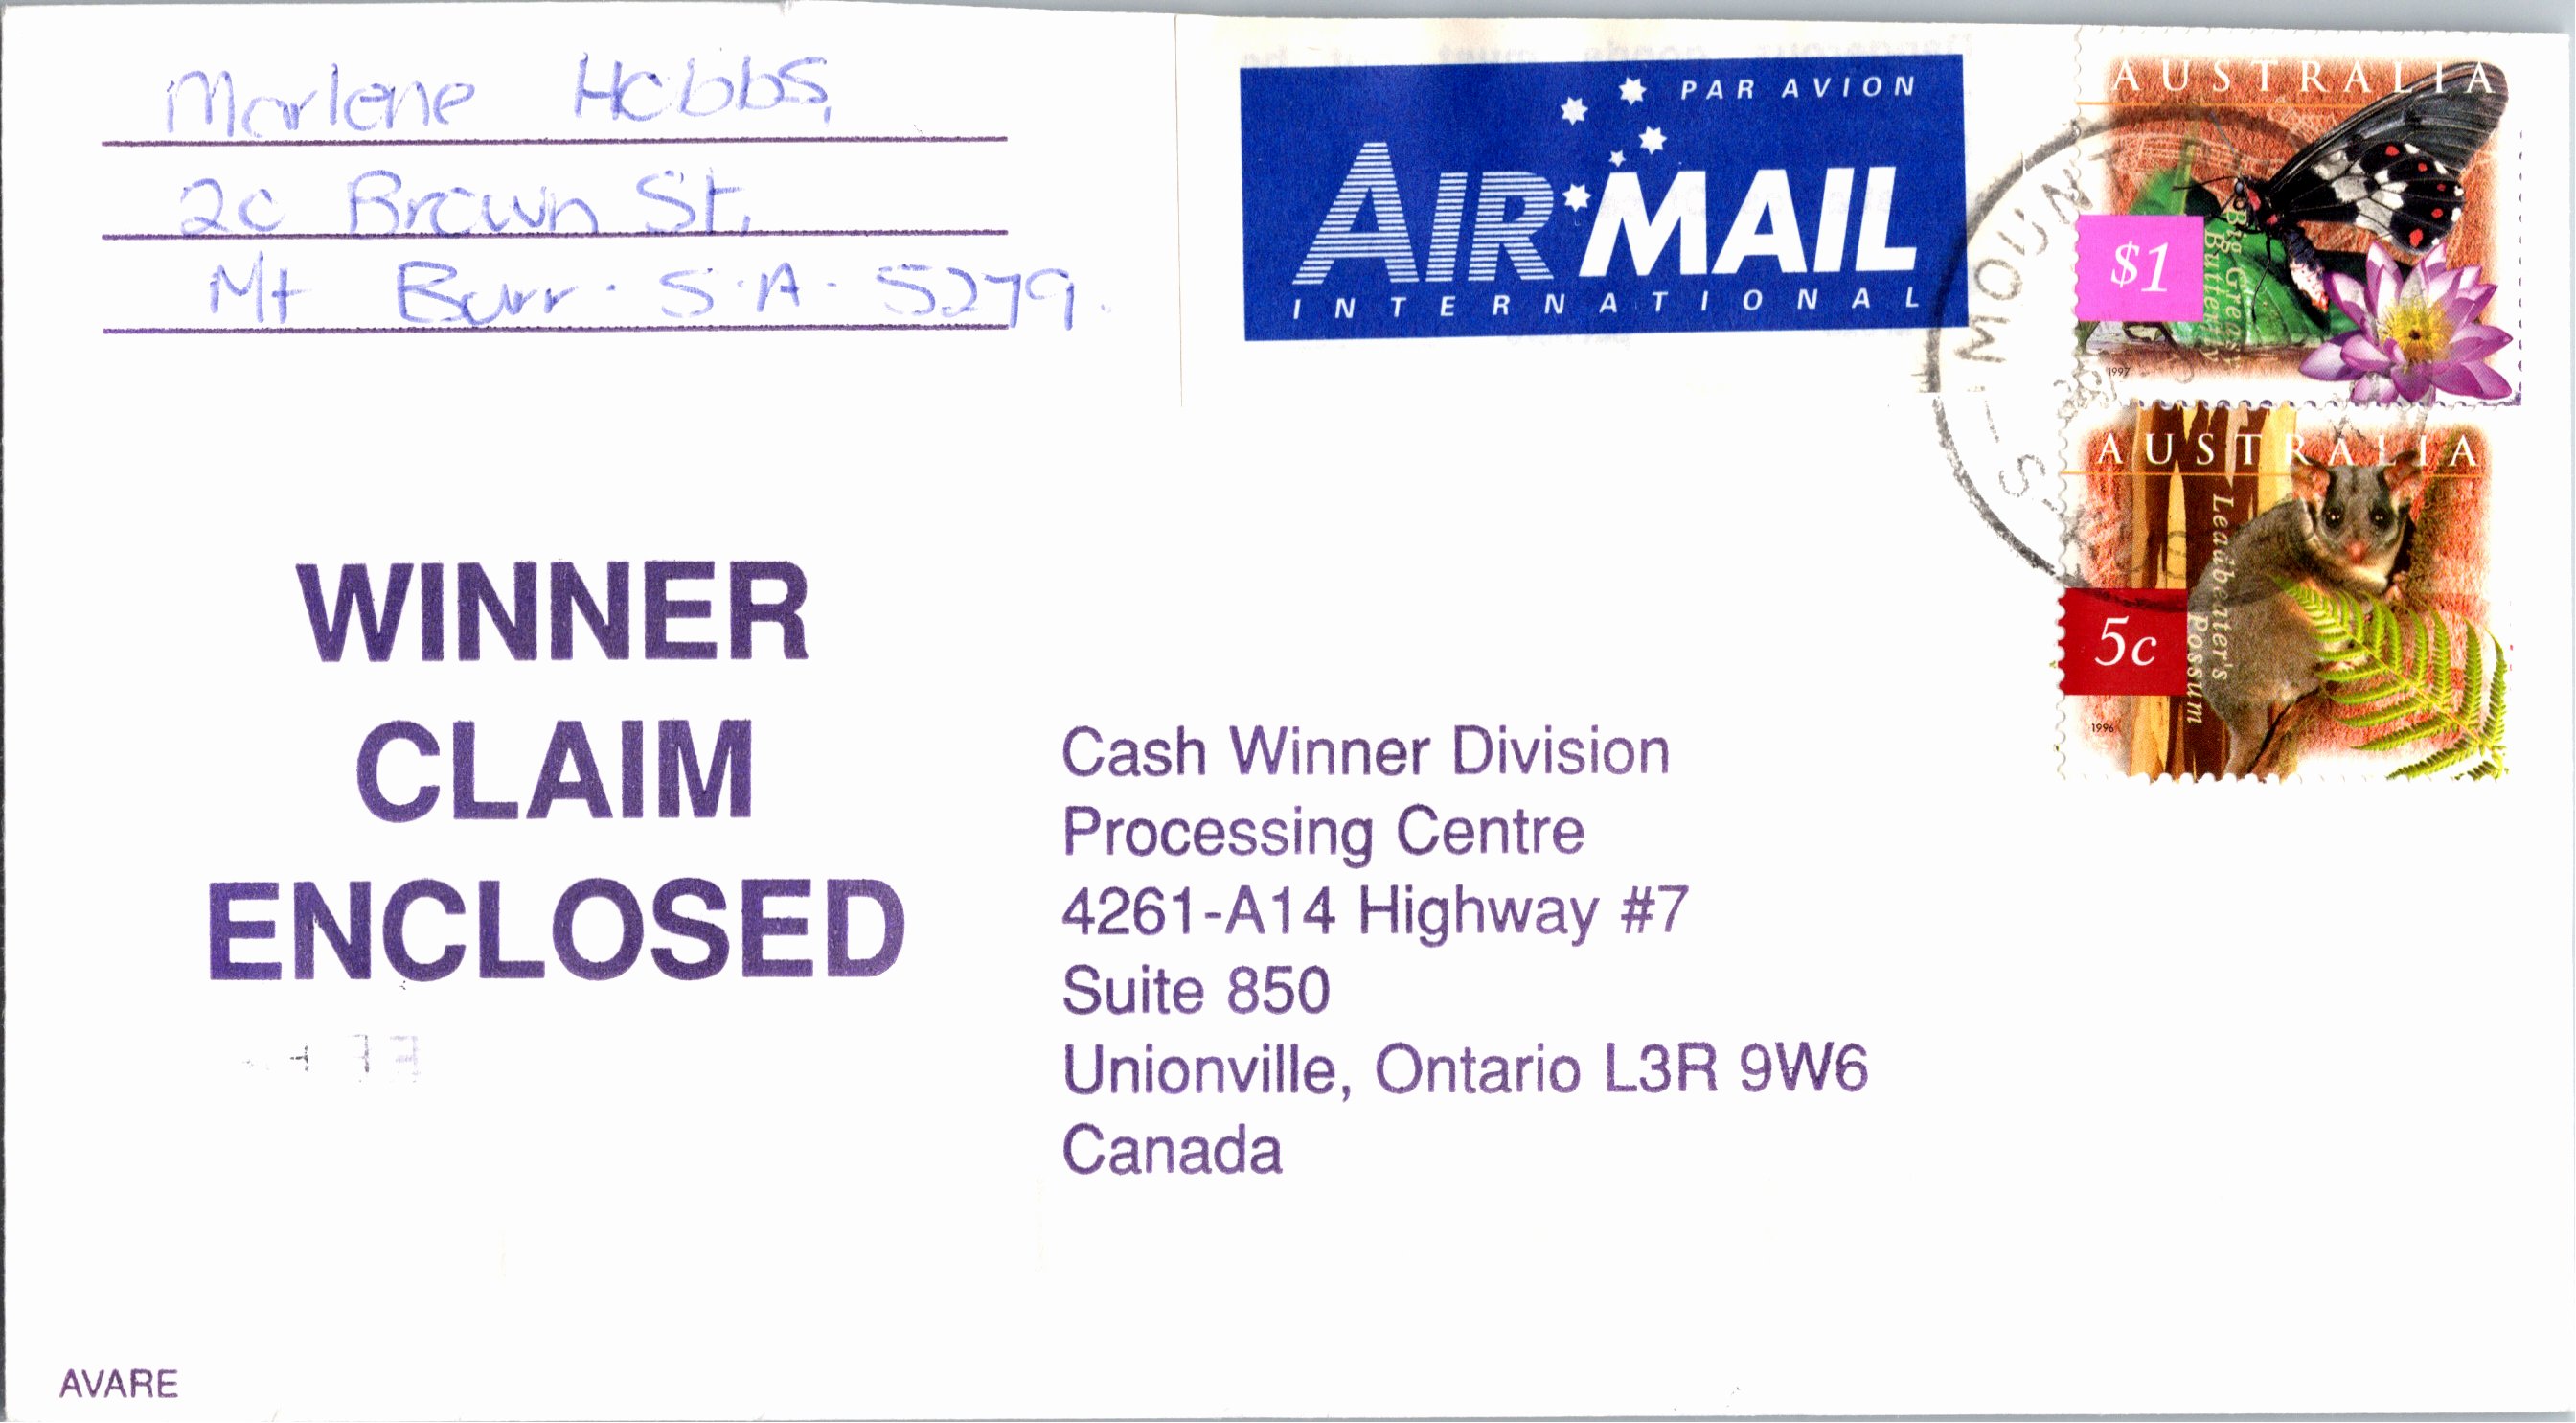 Marlene Hobbs,
20 Brown St,
Mt Burr. S.A. 5279.
PAR AVION
AIR MAIL
INTERNATIONAL
AUSTRALIA
$1
Big Greasy
Butterfly
1997
MOUNT
AUSTRALIA
5c
Leadbeater's
Possum
1996
WINNER
CLAIM
ENCLOSED
Cash Winner Division
Processing Centre
4261-A14 Highway #7
Suite 850
Unionville, Ontario L3R 9W6
Canada
AVARE